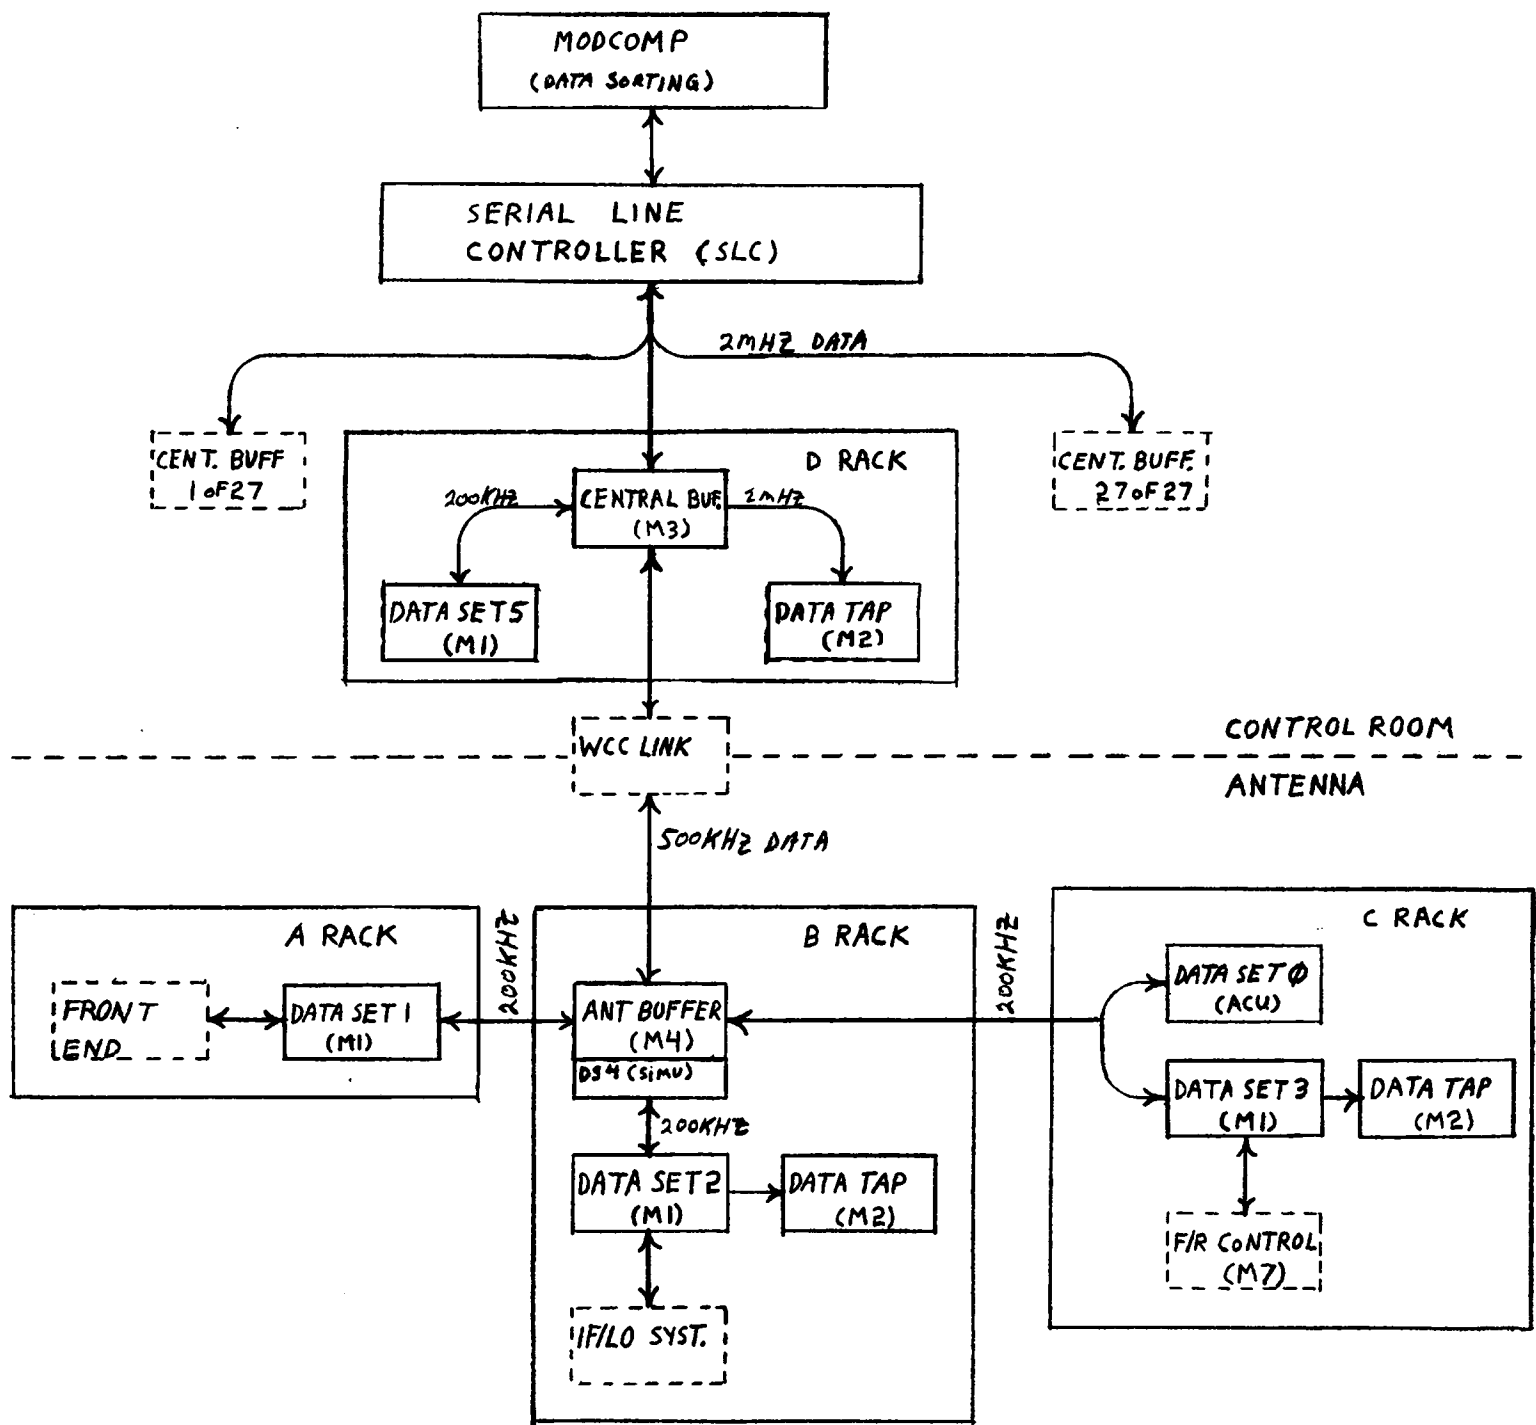 MODCOMP
(DATA SORTING)
SERIAL LINE
CONTROLLER (SLC)
2MHZ DATA
CENT. BUFF
1 OF 27
D RACK
CENT. BUFF.
27 OF 27
200KHZ
CENTRAL BUF.
(M3)
DATA SET 5
(M1)
DATA TAP
(M2)
WCC LINK
CONTROL ROOM
ANTENNA
500KHZ DATA
A RACK
200KHZ
B RACK
200KHZ
C RACK
FRONT
END
DATA SET 1
(M1)
ANT BUFFER
(M4)
DS4 (SIMU)
DATA SET Ø
(ACU)
200KHZ
DATA SET 3
(M1)
DATA TAP
(M2)
DATA SET 2
(M1)
DATA TAP
(M2)
F/R CONTROL
(M7)
IF/LO SYST.